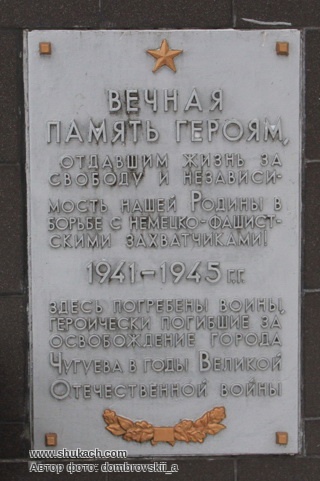 ВЕЧНАЯ
ПАМЯТЬ ГЕРОЯМ,
ОТДАВШИМ ЖИЗНЬ ЗА
СВОБОДУ И НЕЗАВИСИ-
МОСТЬ НАШЕЙ РОДИНЫ В
БОРЬБЕ С НЕМЕЦКО-ФАШИСТ-
СКИМИ ЗАХВАТЧИКАМИ!
1941-1945 г.г.
ЗДЕСЬ ПОГРЕБЕНЫ ВОИНЫ,
ГЕРОИЧЕСКИ ПОГИБШИЕ ЗА
ОСВОБОЖДЕНИЕ ГОРОДА
ЧУГУЕВА В ГОДЫ ВЕЛИКОЙ
ОТЕЧЕСТВЕННОЙ ВОЙНЫ
www.shukach.com
Автор фото: dombrovskii_a